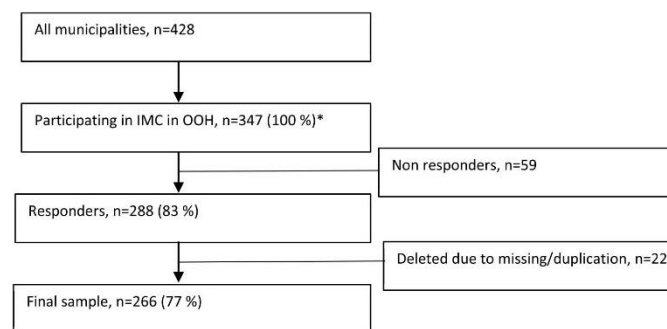 All municipalities, n=428
Participating in IMC in OOH, n=347 (100 %)*
Non responders, n=59
Responders, n=288 (83 %)
Deleted due to missing/duplication, n=22
Final sample, n=266 (77 %)